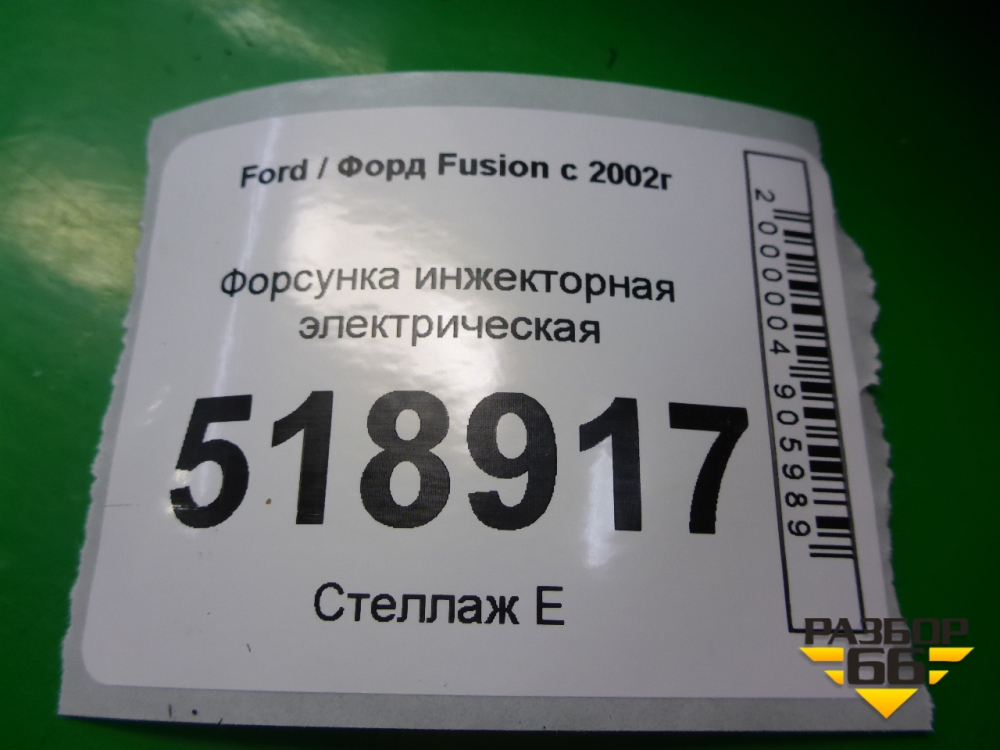 Ford / Форд Fusion с 2002г
Форсунка инжекторная
электрическая
518917
Стеллаж Е
2000004905989
РАЗБОР
66